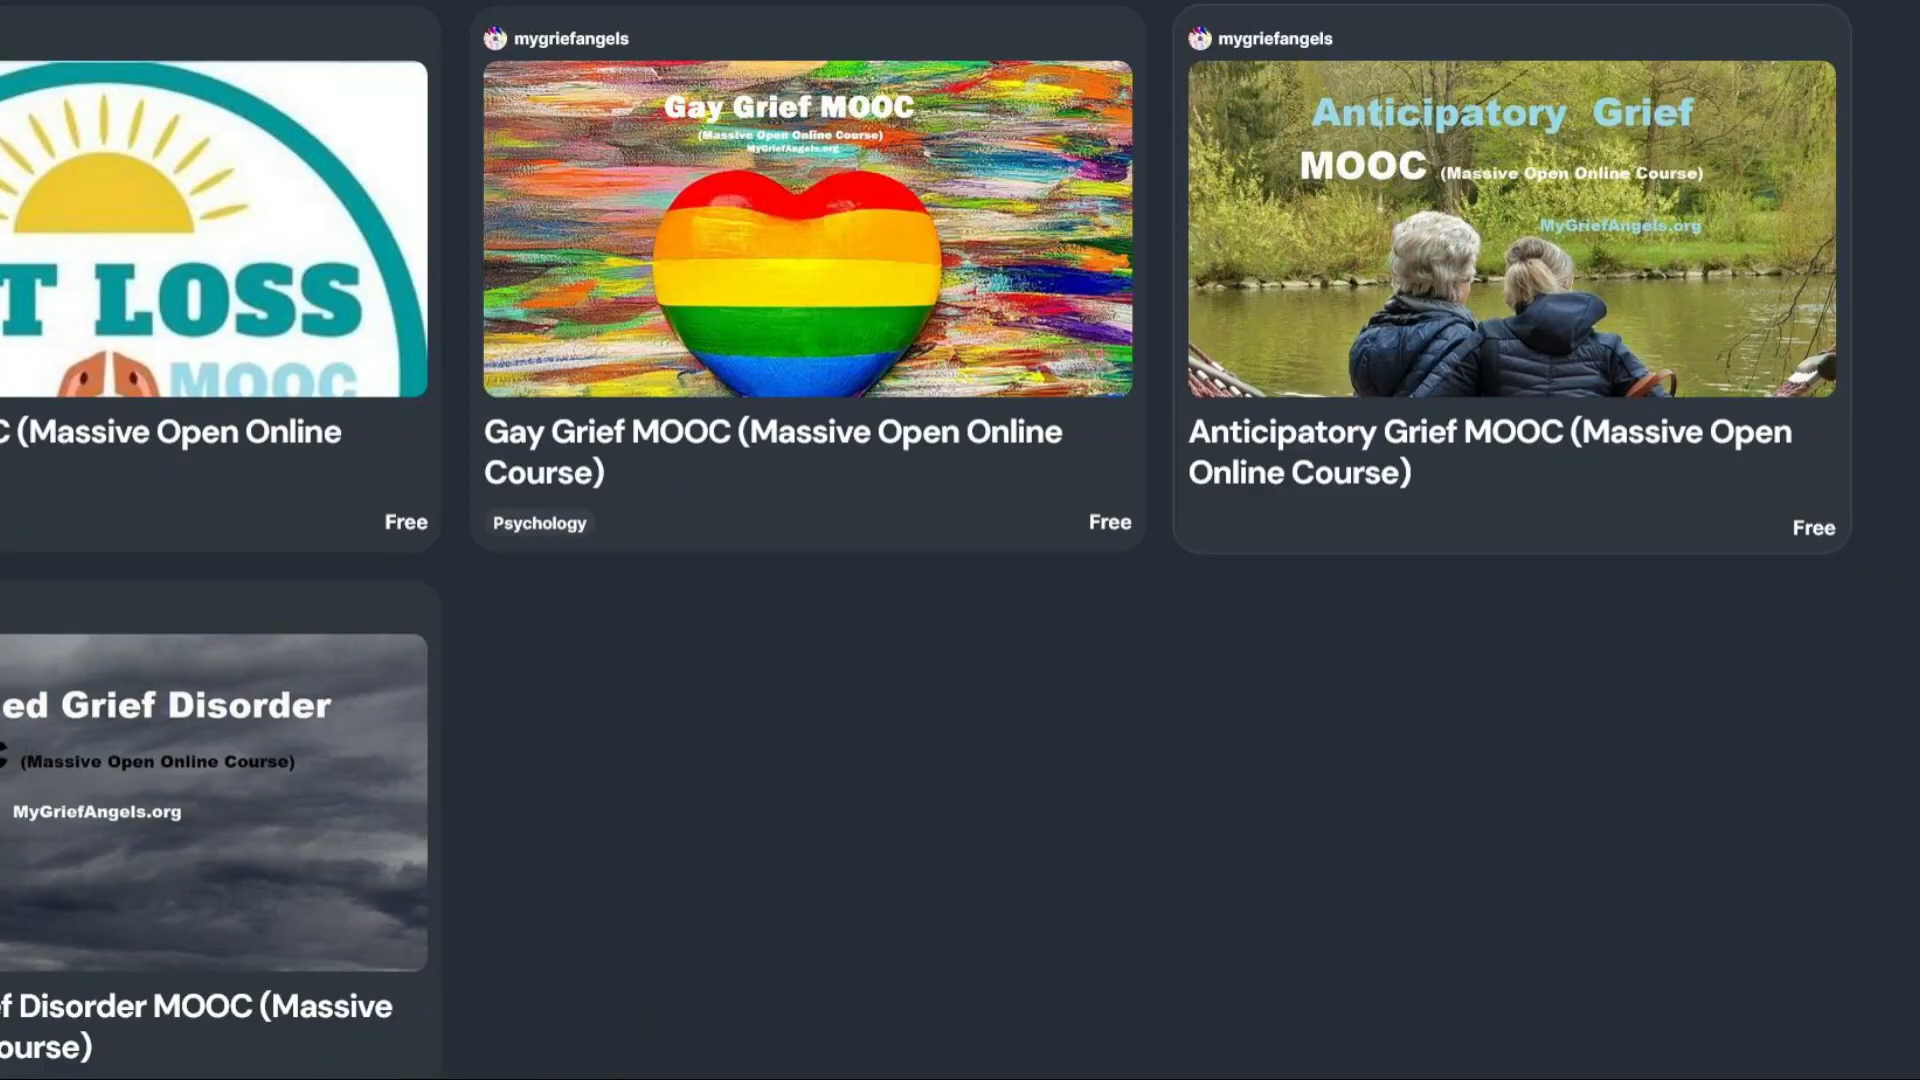 mygriefangels
mygriefangels
T LOSS
MOOC
Gay Grief MOOC
(Massive Open Online Course)
MyGriefAngels.org
Anticipatory Grief
MOOC (Massive Open Online Course)
MyGriefAngels.org
C (Massive Open Online
Free
Gay Grief MOOC (Massive Open Online
Course)
Psychology
Free
Anticipatory Grief MOOC (Massive Open
Online Course)
Free
ed Grief Disorder
(Massive Open Online Course)
MyGriefAngels.org
f Disorder MOOC (Massive
ourse)